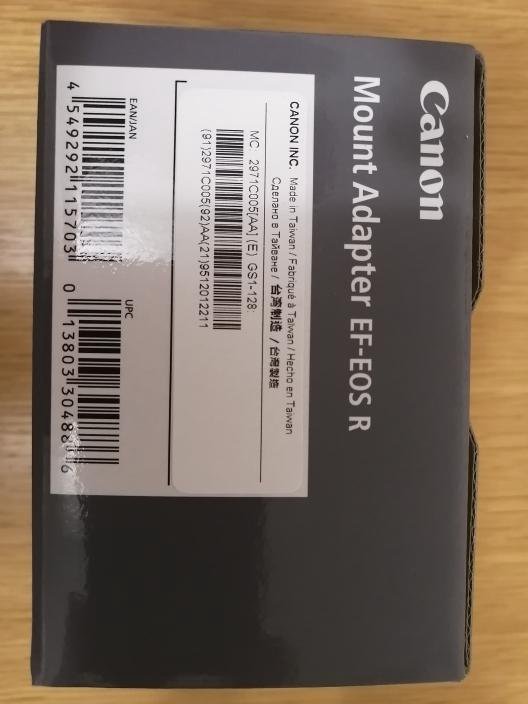 Canon
Mount Adapter EF-EOS R
CANON INC. Made in Taiwan / Fabriqué à Taïwan / Hecho en Taiwan
Сделано в Тайване / 台湾制造 / 台灣製造
MC: 2971C005[AA] (E) GS1-128:
(91)2971C005(92)AA(21)9512012211
EAN/JAN
4 549292 115703
UPC
0 13803 30488 6